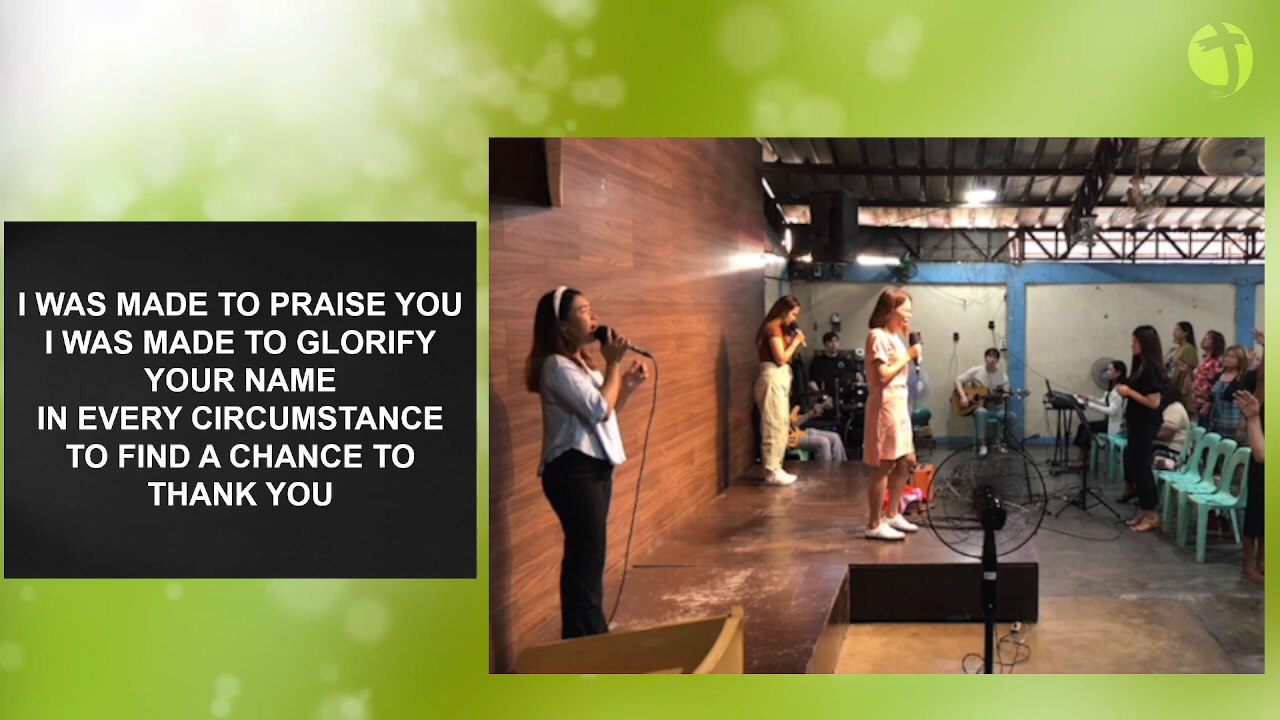 I WAS MADE TO PRAISE YOU
I WAS MADE TO GLORIFY
YOUR NAME
IN EVERY CIRCUMSTANCE
TO FIND A CHANCE TO
THANK YOU